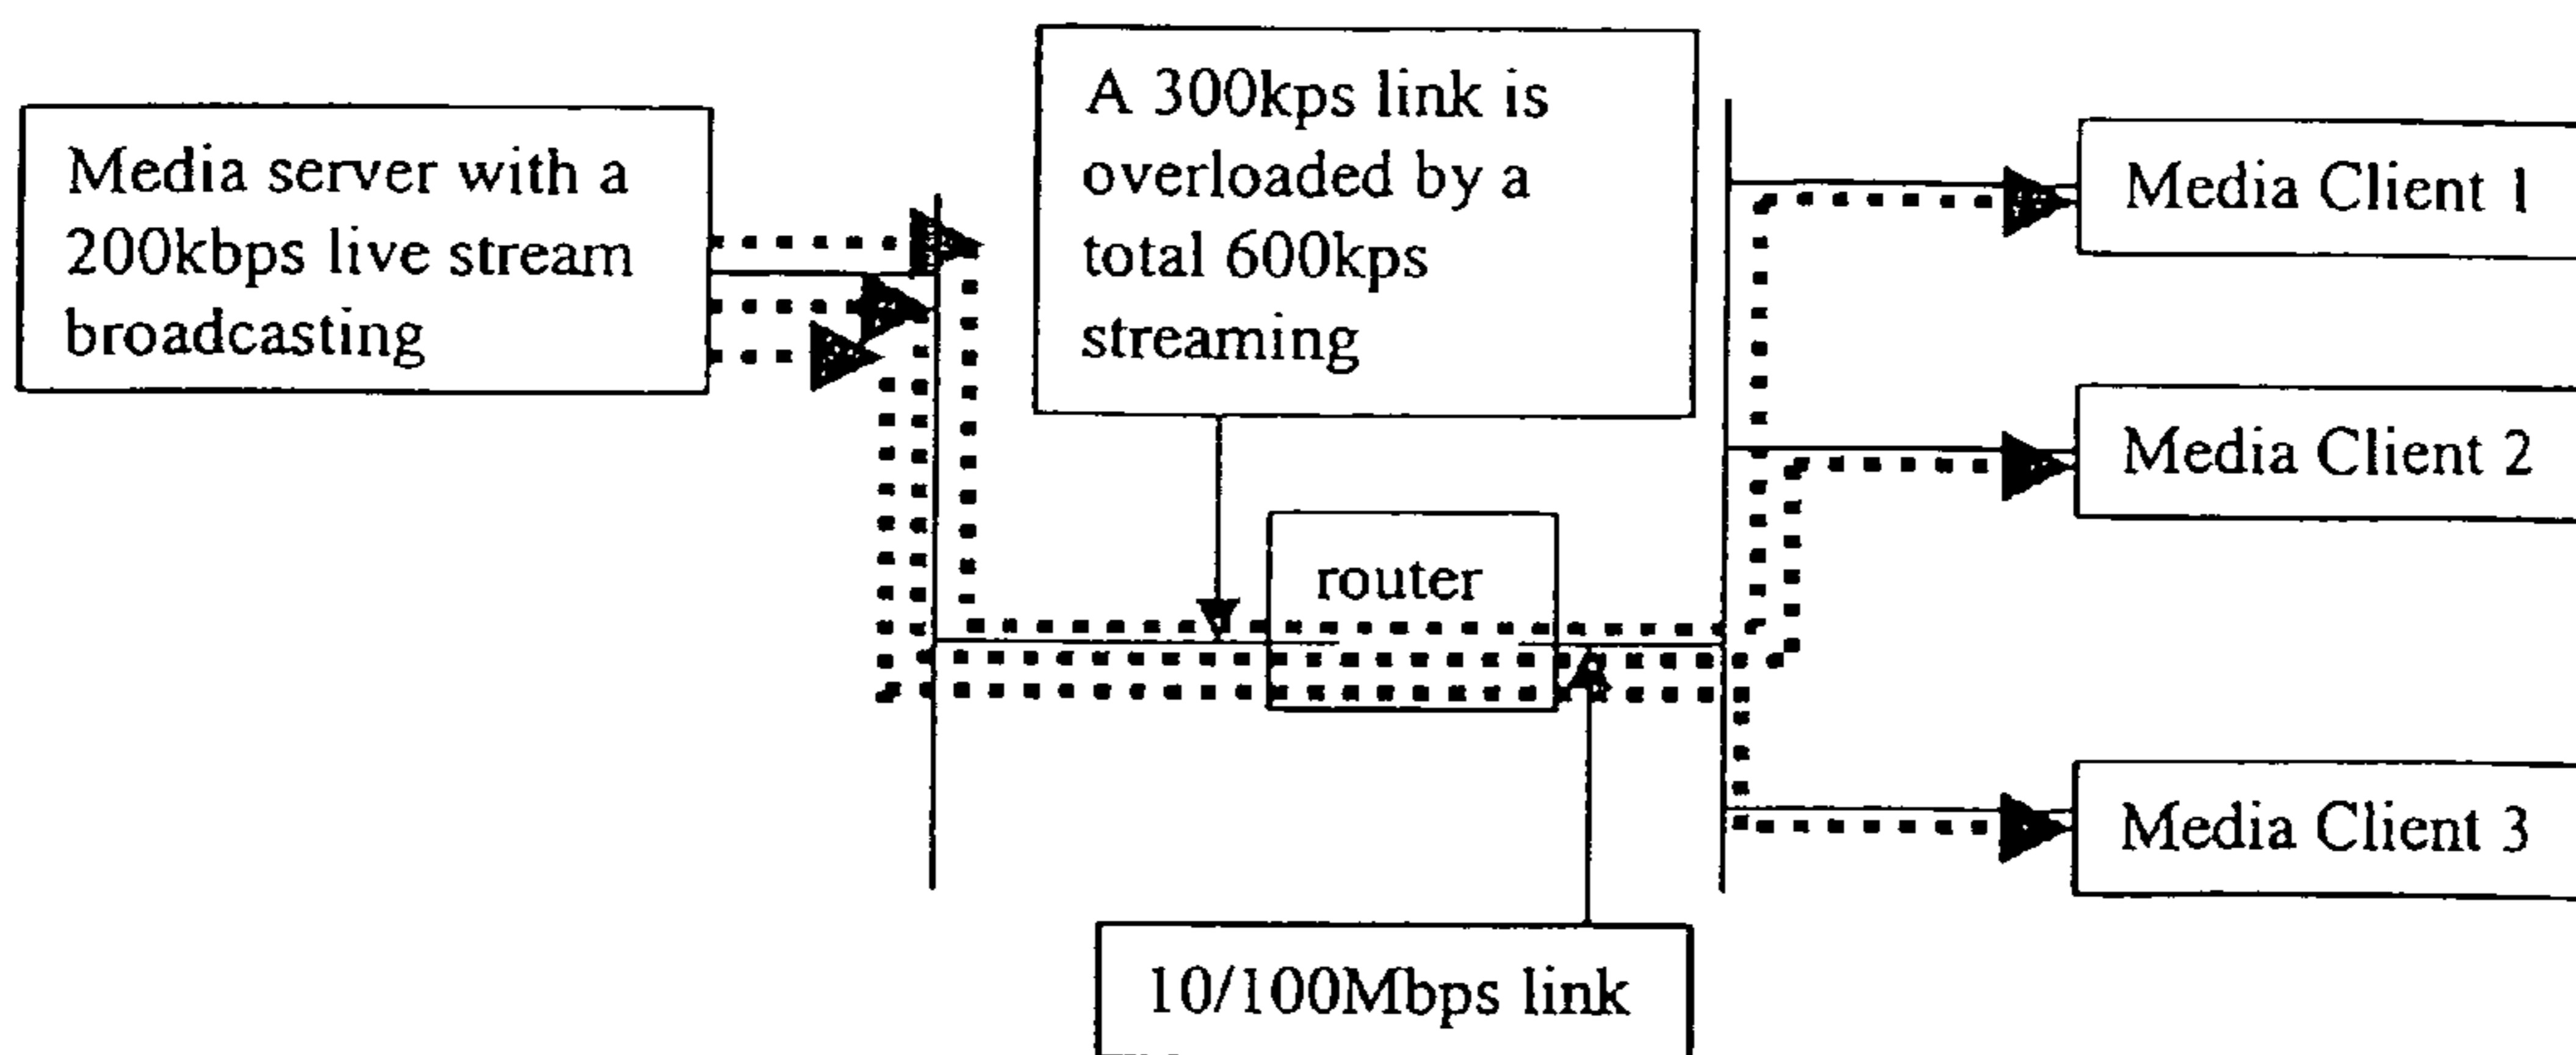 Media server with a
200kbps live stream
broadcasting
A 300kps link is
overloaded by a
total 600kps
streaming
router
10/100Mbps link
Media Client 1
Media Client 2
Media Client 3